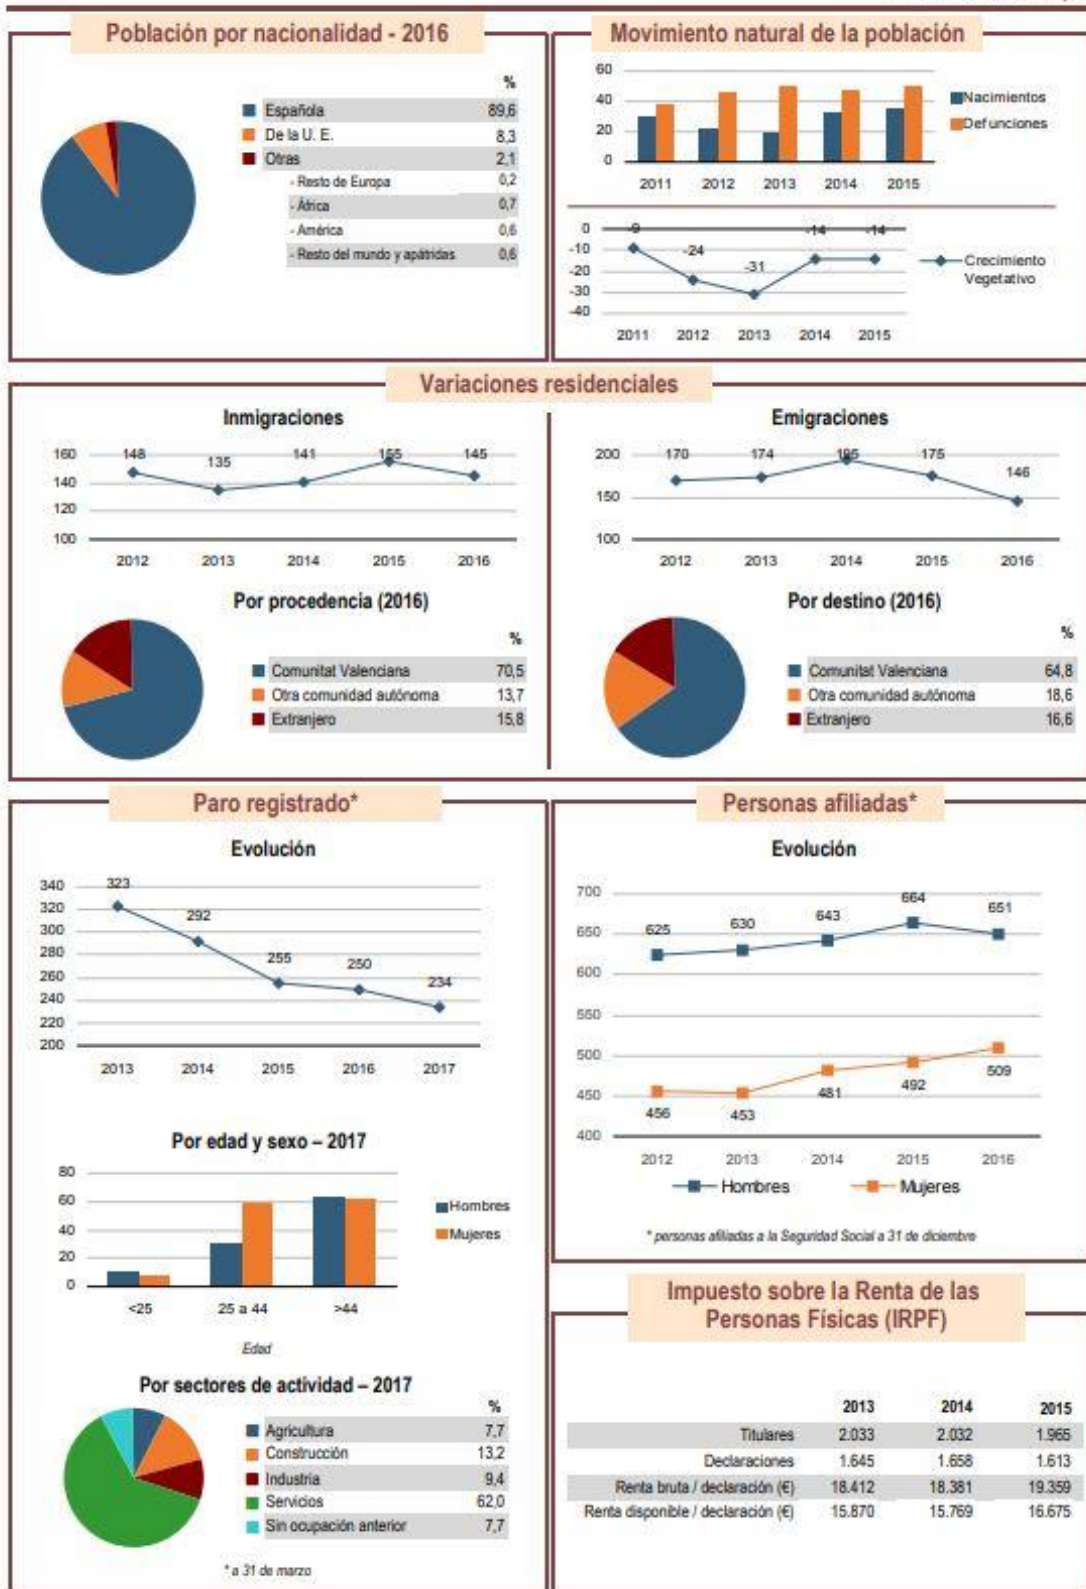 Población por nacionalidad - 2016
%
Española 89,6
De la U. E. 8,3
Otras 2,1
- Resto de Europa 0,2
- África 0,7
- América 0,6
- Resto del mundo y apátridas 0,6
Movimiento natural de la población
60
40
20
0
2011 2012 2013 2014 2015
Nacimientos
Defunciones
0
-10
-20
-30
-40
-9 -24 -31 -14 -14
2011 2012 2013 2014 2015
Crecimiento
Vegetativo
Variaciones residenciales
Inmigraciones
160
140
120
100
148 135 141 155 145
2012 2013 2014 2015 2016
Por procedencia (2016)
%
Comunitat Valenciana 70,5
Otra comunidad autónoma 13,7
Extranjero 15,8
Emigraciones
200
150
100
170 174 195 175 146
2012 2013 2014 2015 2016
Por destino (2016)
%
Comunitat Valenciana 64,8
Otra comunidad autónoma 18,6
Extranjero 16,6
Paro registrado*
Evolución
340
320
300
280
260
240
220
200
323 292 255 250 234
2013 2014 2015 2016 2017
Por edad y sexo – 2017
80
60
40
20
0
<25 25 a 44 >44
Hombres
Mujeres
Edad
Por sectores de actividad – 2017
%
Agricultura 7,7
Construcción 13,2
Industria 9,4
Servicios 62,0
Sin ocupación anterior 7,7
* a 31 de marzo
Personas afiliadas*
Evolución
700
650
600
550
500
450
400
625 630 643 664 651
456 453 481 492 509
2012 2013 2014 2015 2016
Hombres Mujeres
* personas afiliadas a la Seguridad Social a 31 de diciembre
Impuesto sobre la Renta de las
Personas Físicas (IRPF)
2013 2014 2015
Titulares 2.033 2.032 1.965
Declaraciones 1.645 1.658 1.613
Renta bruta / declaración (€) 18.412 18.381 19.359
Renta disponible / declaración (€) 15.870 15.769 16.675